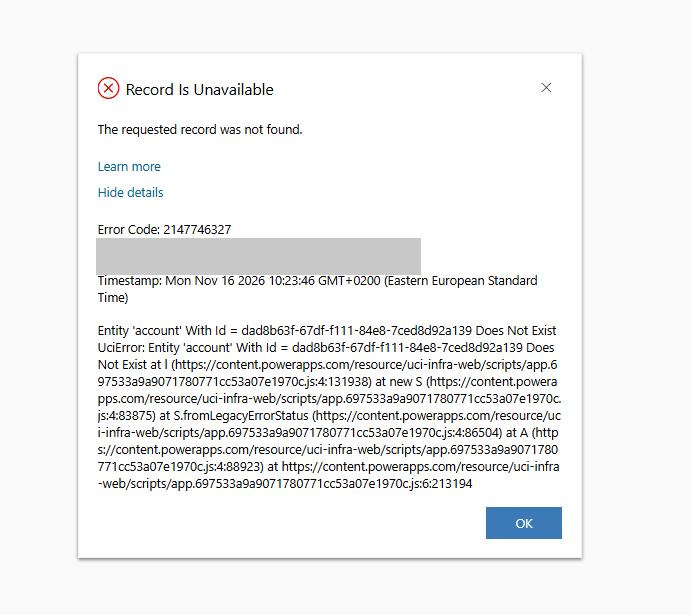 Record Is Unavailable
The requested record was not found.
Learn more
Hide details
Error Code: 2147746327
Timestamp: Mon Nov 16 2026 10:23:46 GMT+0200 (Eastern European Standard
Time)
Entity 'account' With Id = dad8b63f-67df-f111-84e8-7ced8d92a139 Does Not Exist
UciError: Entity 'account' With Id = dad8b63f-67df-f111-84e8-7ced8d92a139 Does
Not Exist at l (https://content.powerapps.com/resource/uci-infra-web/scripts/app.6
97533a9a9071780771cc53a07e1970c.js:4:131938) at new S (https://content.powera
pps.com/resource/uci-infra-web/scripts/app.697533a9a9071780771cc53a07e1970c.
js:4:83875) at S.fromLegacyErrorStatus (https://content.powerapps.com/resource/uc
i-infra-web/scripts/app.697533a9a9071780771cc53a07e1970c.js:4:86504) at A (http
s://content.powerapps.com/resource/uci-infra-web/scripts/app.697533a9a9071780
771cc53a07e1970c.js:4:88923) at https://content.powerapps.com/resource/uci-infra
-web/scripts/app.697533a9a9071780771cc53a07e1970c.js:6:213194
OK